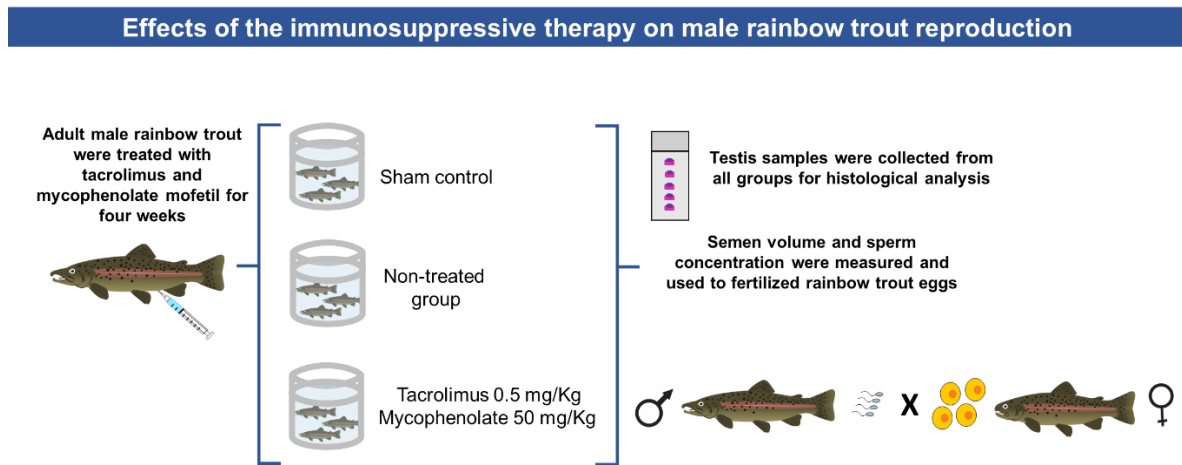 Effects of the immunosuppressive therapy on male rainbow trout reproduction
Adult male rainbow trout
were treated with
tacrolimus and
mycophenolate mofetil for
four weeks
Sham control
Non-treated
group
Tacrolimus 0.5 mg/Kg
Mycophenolate 50 mg/Kg
Testis samples were collected from
all groups for histological analysis
Semen volume and sperm
concentration were measured and
used to fertilized rainbow trout eggs
X